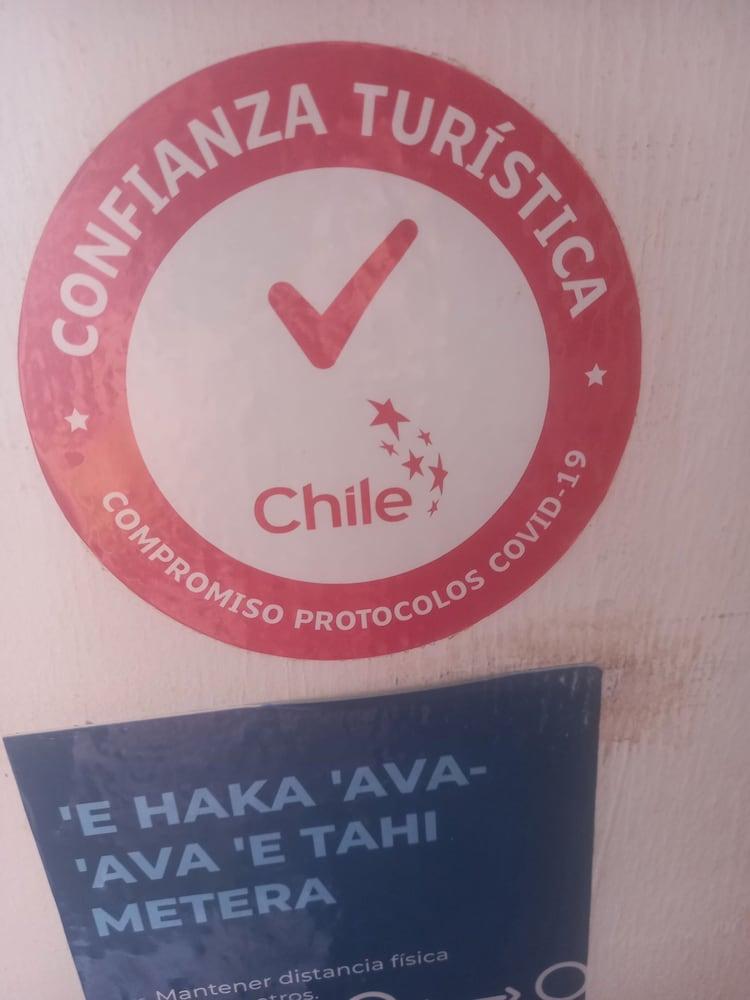 CONFIANZA TURÍSTICA
Chile
COMPROMISO PROTOCOLOS COVID-19
'E HAKA 'AVA-
'AVA 'E TAHI
METERA
Mantener distancia física